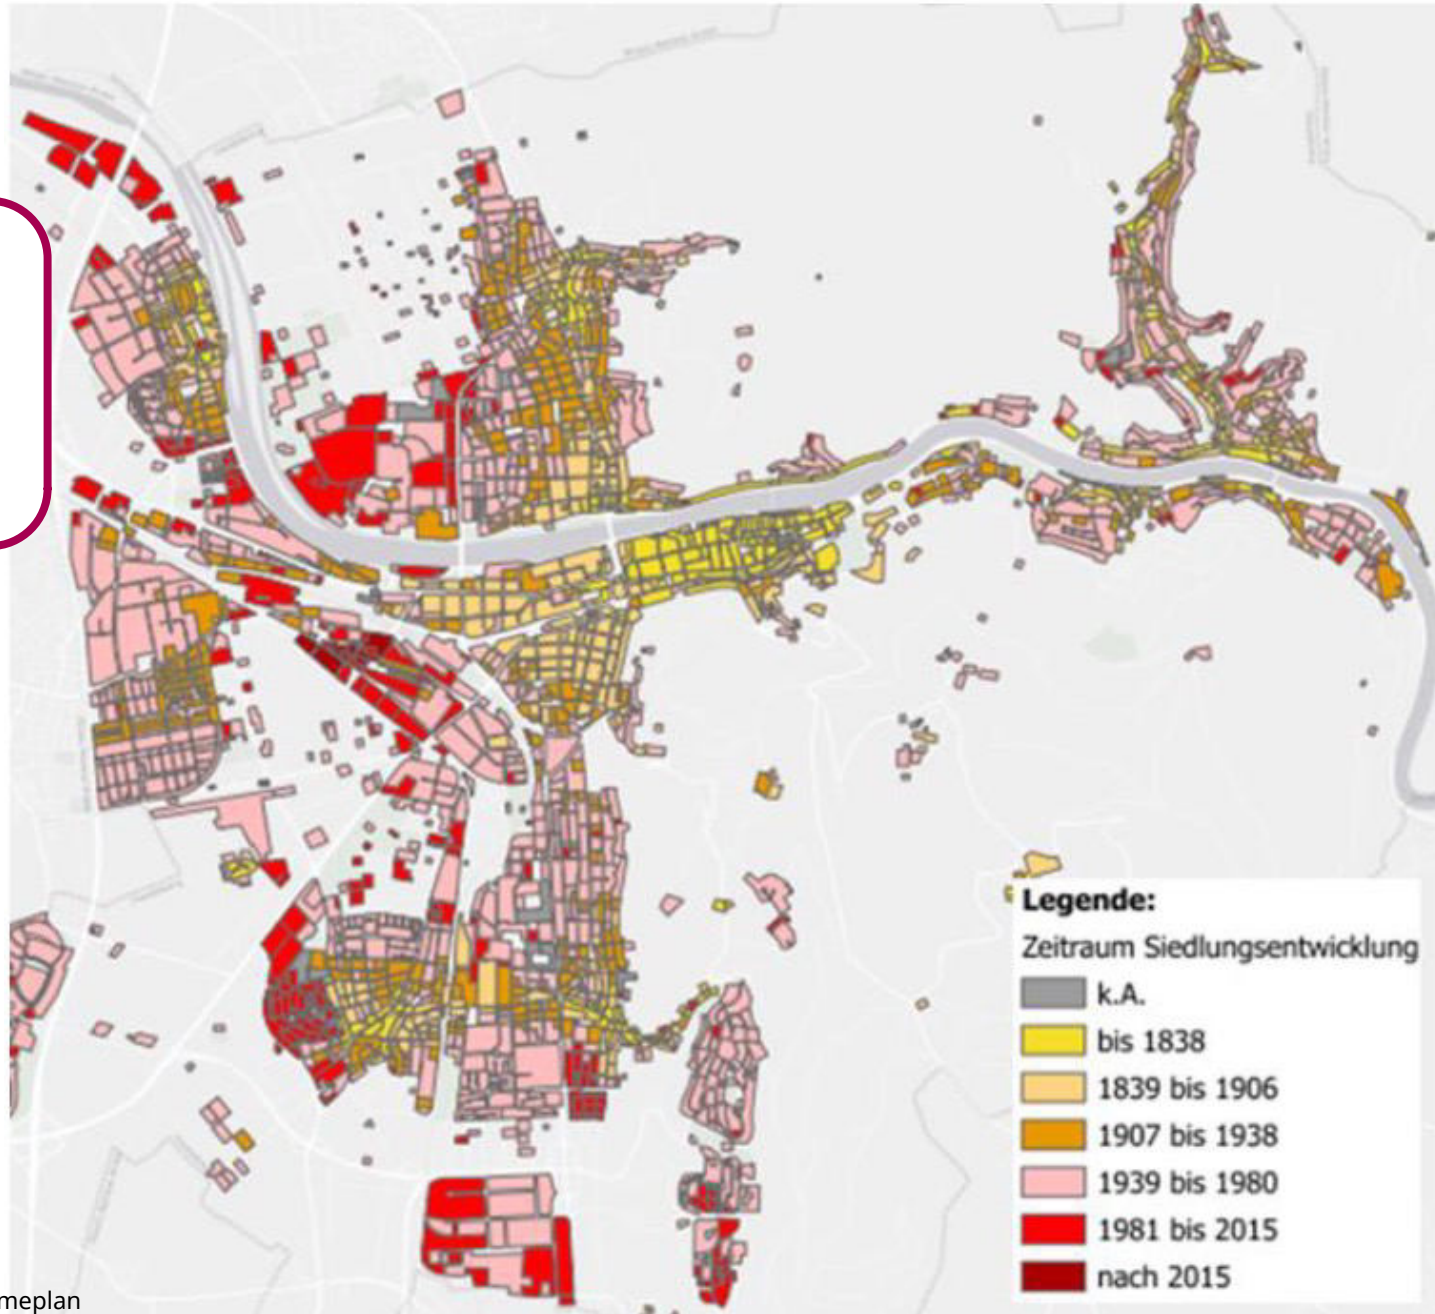 Legende:
Zeitraum Siedlungsentwicklung
k.A.
bis 1838
1839 bis 1906
1907 bis 1938
1939 bis 1980
1981 bis 2015
nach 2015
meplan